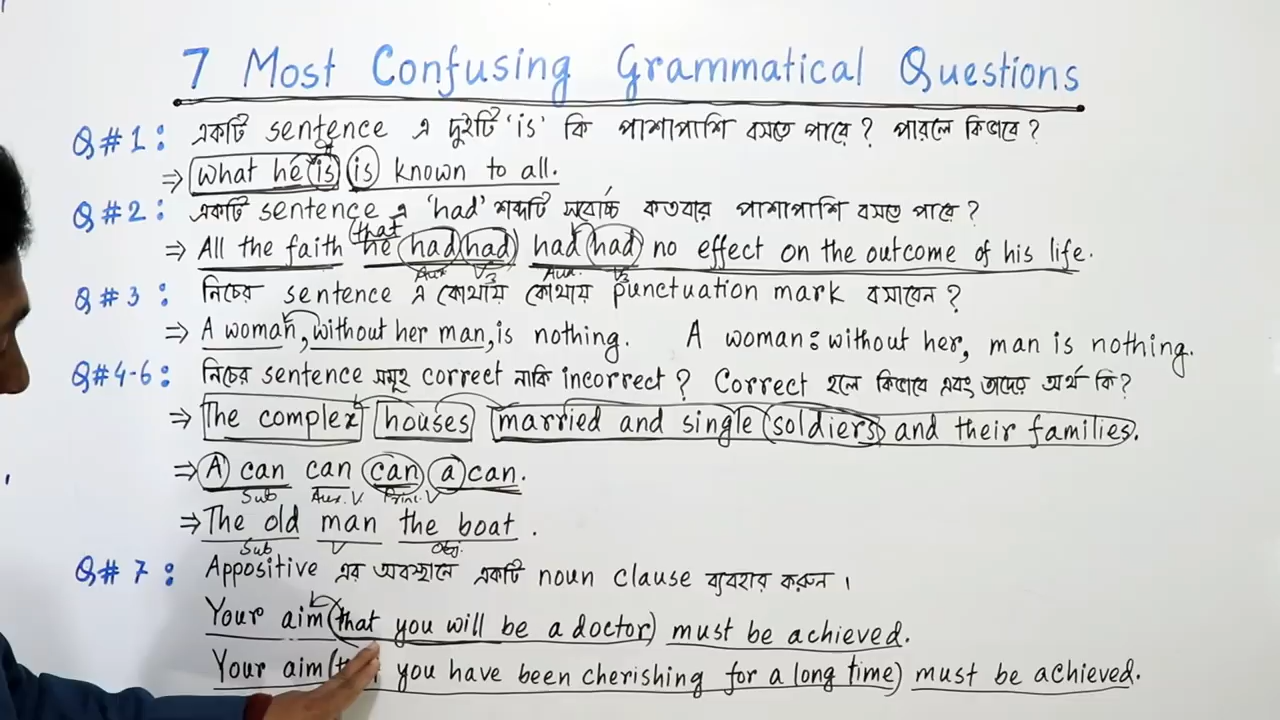 7 Most Confusing Grammatical Questions
Q#1: একটি sentence এ দুইটি 'is' কি পাশাপাশি বসতে পারে? পারলে কিভাবে?
⇒ What he is is known to all.
Q#2: একটি sentence এ 'had' শব্দটি সর্বোচ্চ কতবার পাশাপাশি বসতে পারে?
(that
⇒ All the faith he had had had had no effect on the outcome of his life.
Aux. V3 Aux. V3
Q#3: নিচের sentence এ কোথায় কোথায় punctuation mark বসাবেন?
⇒ A woman, without her man, is nothing. A woman: without her, man is nothing.
Q#4-6: নিচের sentence সমূহ correct নাকি incorrect? Correct হলে কিভাবে এবং তাদের অর্থ কি?
⇒ The complex houses married and single soldiers and their families.
⇒ A can can can a can.
Sub Aux. V. Prin. V
⇒ The old man the boat.
Sub V Obj.
Q#7: Appositive এর অবস্থানে একটি noun clause ব্যবহার করুন।
Your aim (that you will be a doctor) must be achieved.
Your aim ( you have been cherishing for a long time) must be achieved.